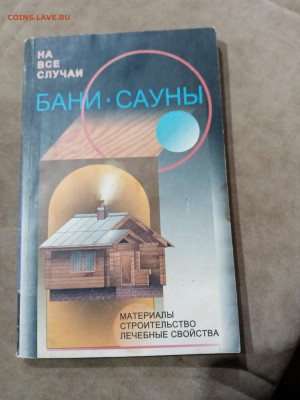 COINS.LAVE.RU
НА
ВСЕ
СЛУЧАИ
БАНИ · САУНЫ
МАТЕРИАЛЫ
СТРОИТЕЛЬСТВО
ЛЕЧЕБНЫЕ СВОЙСТВА